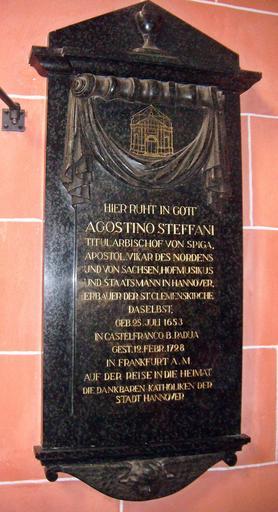 HIER RUHT IN GOTT
AGOSTINO STEFFANI
TITULARBISCHOF VON SPIGA,
APOSTOL. VIKAR DES NORDENS
UND VON SACHSEN, HOFMUSIKUS
UND STAATSMANN IN HANNOVER,
ERBAUER DER ST. CLEMENSKIRCHE
DASELBST,
GEB. 25. JULI 1653
IN CASTELFRANCO B. PADUA
GEST. 12. FEBR. 1728
IN FRANKFURT A. M
AUF DER REISE IN DIE HEIMAT
DIE DANKBAREN KATHOLIKEN DER
STADT HANNOVER